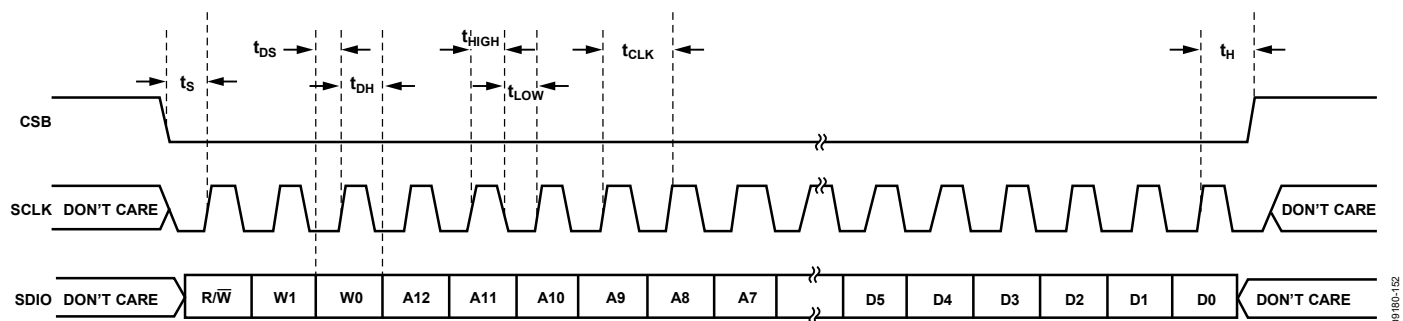 tDS
tHIGH
tCLK
tH
tS
tDH
tLOW
CSB
SCLK DON'T CARE
DON'T CARE
SDIO DON'T CARE R/W̅ W1 W0 A12 A11 A10 A9 A8 A7 D5 D4 D3 D2 D1 D0 DON'T CARE
09180-152